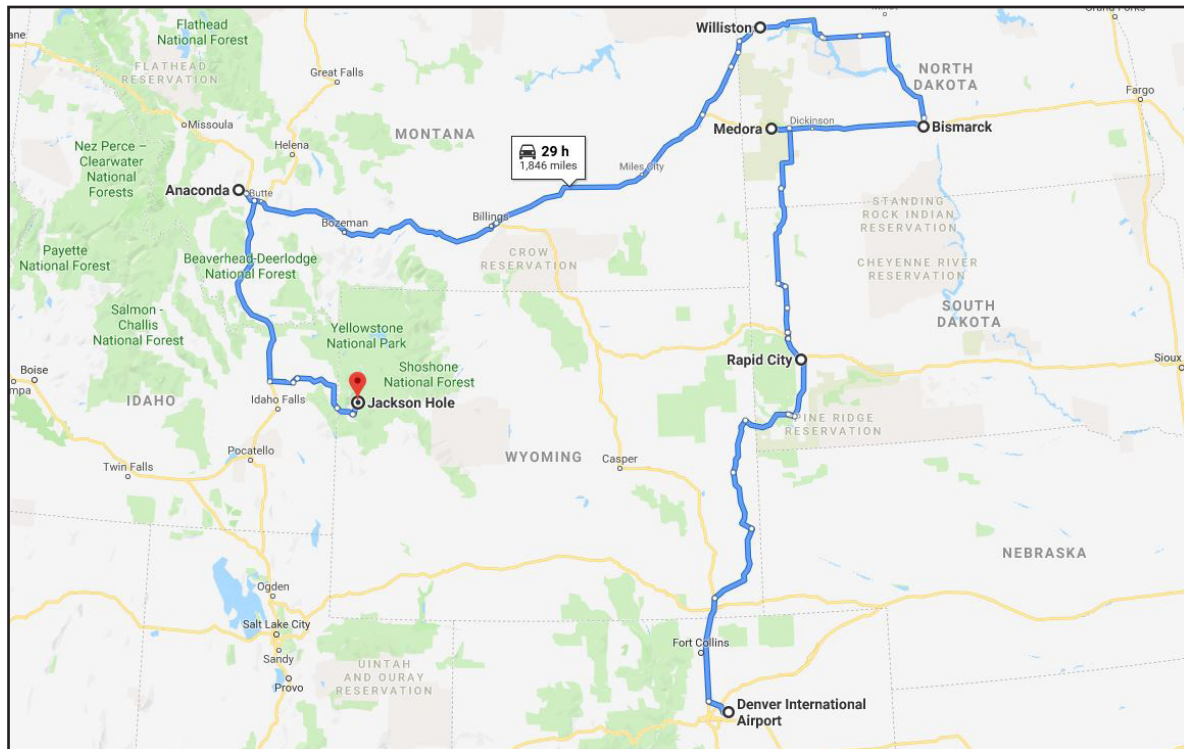 Flathead
National Forest
ane
FLATHEAD
RESERVATION
Great Falls
Missoula
MONTANA
Helena
Nez Perce –
Clearwater
National
Forests
Anaconda
Butte
Bozeman
Billings
29 h
1,846 miles
Miles City
Williston
Grand Forks
NORTH
DAKOTA
Fargo
Medora
Dickinson
Bismarck
STANDING
ROCK INDIAN
RESERVATION
CROW
RESERVATION
CHEYENNE RIVER
RESERVATION
Payette
National Forest
Beaverhead-Deerlodge
National Forest
Salmon -
Challis
National Forest
SOUTH
DAKOTA
Yellowstone
National Park
Shoshone
National Forest
Rapid City
Sioux
Boise
mpa
IDAHO
Idaho Falls
Jackson Hole
PINE RIDGE
RESERVATION
Pocatello
WYOMING
Casper
Twin Falls
NEBRASKA
Ogden
Salt Lake City
Sandy
Provo
UINTAH
AND OURAY
RESERVATION
Fort Collins
Denver International
Airport